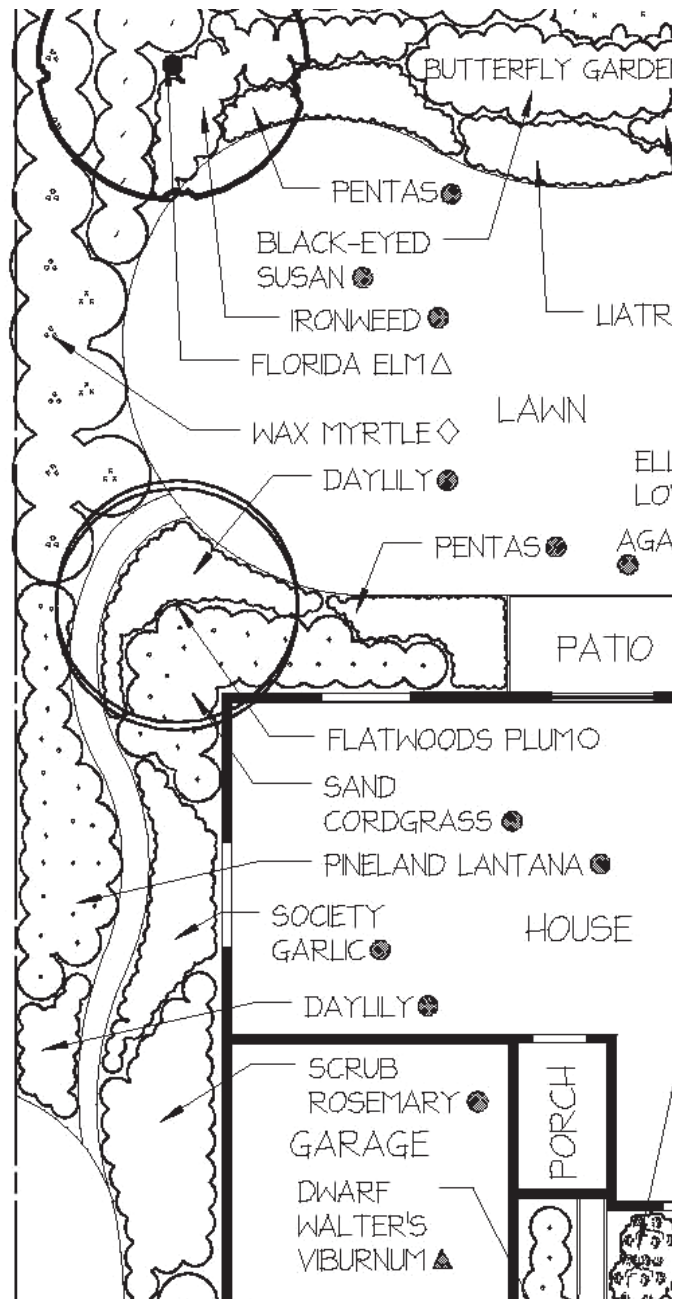 BUTTERFLY GARDE
PENTAS
BLACK-EYED
SUSAN
IRONWEED
LIATR
FLORIDA ELM
LAWN
WAX MYRTLE
DAYLILY
ELL
LO
PENTAS
AGA
PATIO
FLATWOODS PLUM
SAND
CORDGRASS
PINELAND LANTANA
SOCIETY
GARLIC
HOUSE
DAYLILY
SCRUB
ROSEMARY
PORCH
GARAGE
DWARF
WALTER'S
VIBURNUM